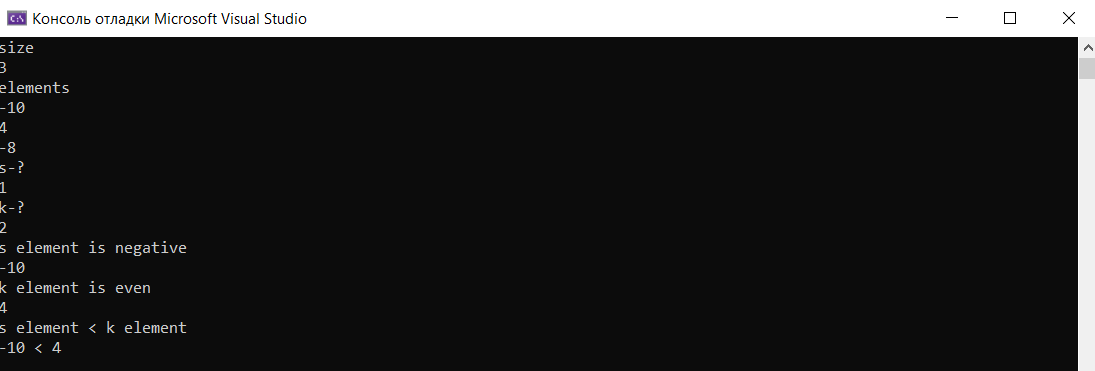 Консоль отладки Microsoft Visual Studio
size
3
elements
-10
4
-8
s-?
1
k-?
2
s element is negative
-10
k element is even
4
s element < k element
-10 < 4